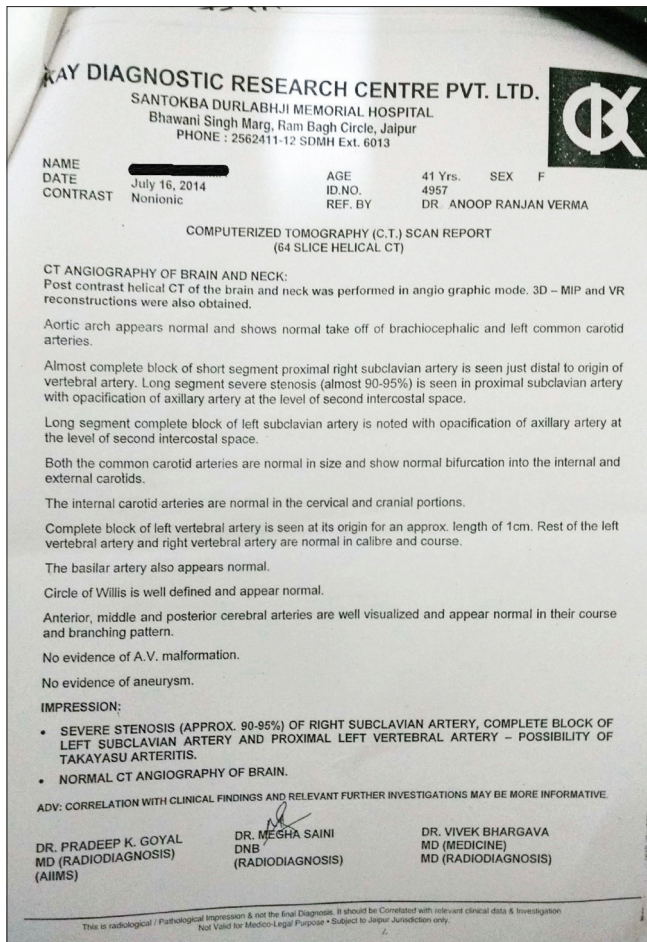 KAY DIAGNOSTIC RESEARCH CENTRE PVT. LTD.
SANTOKBA DURLABHJI MEMORIAL HOSPITAL
Bhawani Singh Marg, Ram Bagh Circle, Jaipur
PHONE : 2562411-12 SDMH Ext. 6013
NAME
DATE July 16, 2014
CONTRAST Nonionic
AGE 41 Yrs. SEX F
ID.NO. 4957
REF. BY DR ANOOP RANJAN VERMA
COMPUTERIZED TOMOGRAPHY (C.T.) SCAN REPORT
(64 SLICE HELICAL CT)
CT ANGIOGRAPHY OF BRAIN AND NECK:
Post contrast helical CT of the brain and neck was performed in angio graphic mode. 3D – MIP and VR
reconstructions were also obtained.
Aortic arch appears normal and shows normal take off of brachiocephalic and left common carotid
arteries.
Almost complete block of short segment proximal right subclavian artery is seen just distal to origin of
vertebral artery. Long segment severe stenosis (almost 90-95%) is seen in proximal subclavian artery
with opacification of axillary artery at the level of second intercostal space.
Long segment complete block of left subclavian artery is noted with opacification of axillary artery at
the level of second intercostal space.
Both the common carotid arteries are normal in size and show normal bifurcation into the internal and
external carotids.
The internal carotid arteries are normal in the cervical and cranial portions.
Complete block of left vertebral artery is seen at its origin for an approx. length of 1cm. Rest of the left
vertebral artery and right vertebral artery are normal in calibre and course.
The basilar artery also appears normal.
Circle of Willis is well defined and appear normal.
Anterior, middle and posterior cerebral arteries are well visualized and appear normal in their course
and branching pattern.
No evidence of A.V. malformation.
No evidence of aneurysm.
IMPRESSION:
• SEVERE STENOSIS (APPROX. 90-95%) OF RIGHT SUBCLAVIAN ARTERY, COMPLETE BLOCK OF
LEFT SUBCLAVIAN ARTERY AND PROXIMAL LEFT VERTEBRAL ARTERY – POSSIBILITY OF
TAKAYASU ARTERITIS.
• NORMAL CT ANGIOGRAPHY OF BRAIN.
ADV: CORRELATION WITH CLINICAL FINDINGS AND RELEVANT FURTHER INVESTIGATIONS MAY BE MORE INFORMATIVE.
DR. PRADEEP K. GOYAL
MD (RADIODIAGNOSIS)
(AIIMS)
DR. MEGHA SAINI
DNB
(RADIODIAGNOSIS)
DR. VIVEK BHARGAVA
MD (MEDICINE)
MD (RADIODIAGNOSIS)
This is radiological / Pathological Impression & not the final Diagnosis. It should be Correlated with relevant clinical data & Investigation
Not Valid for Medico-Legal Purpose • Subject to Jaipur Jurisdiction only.